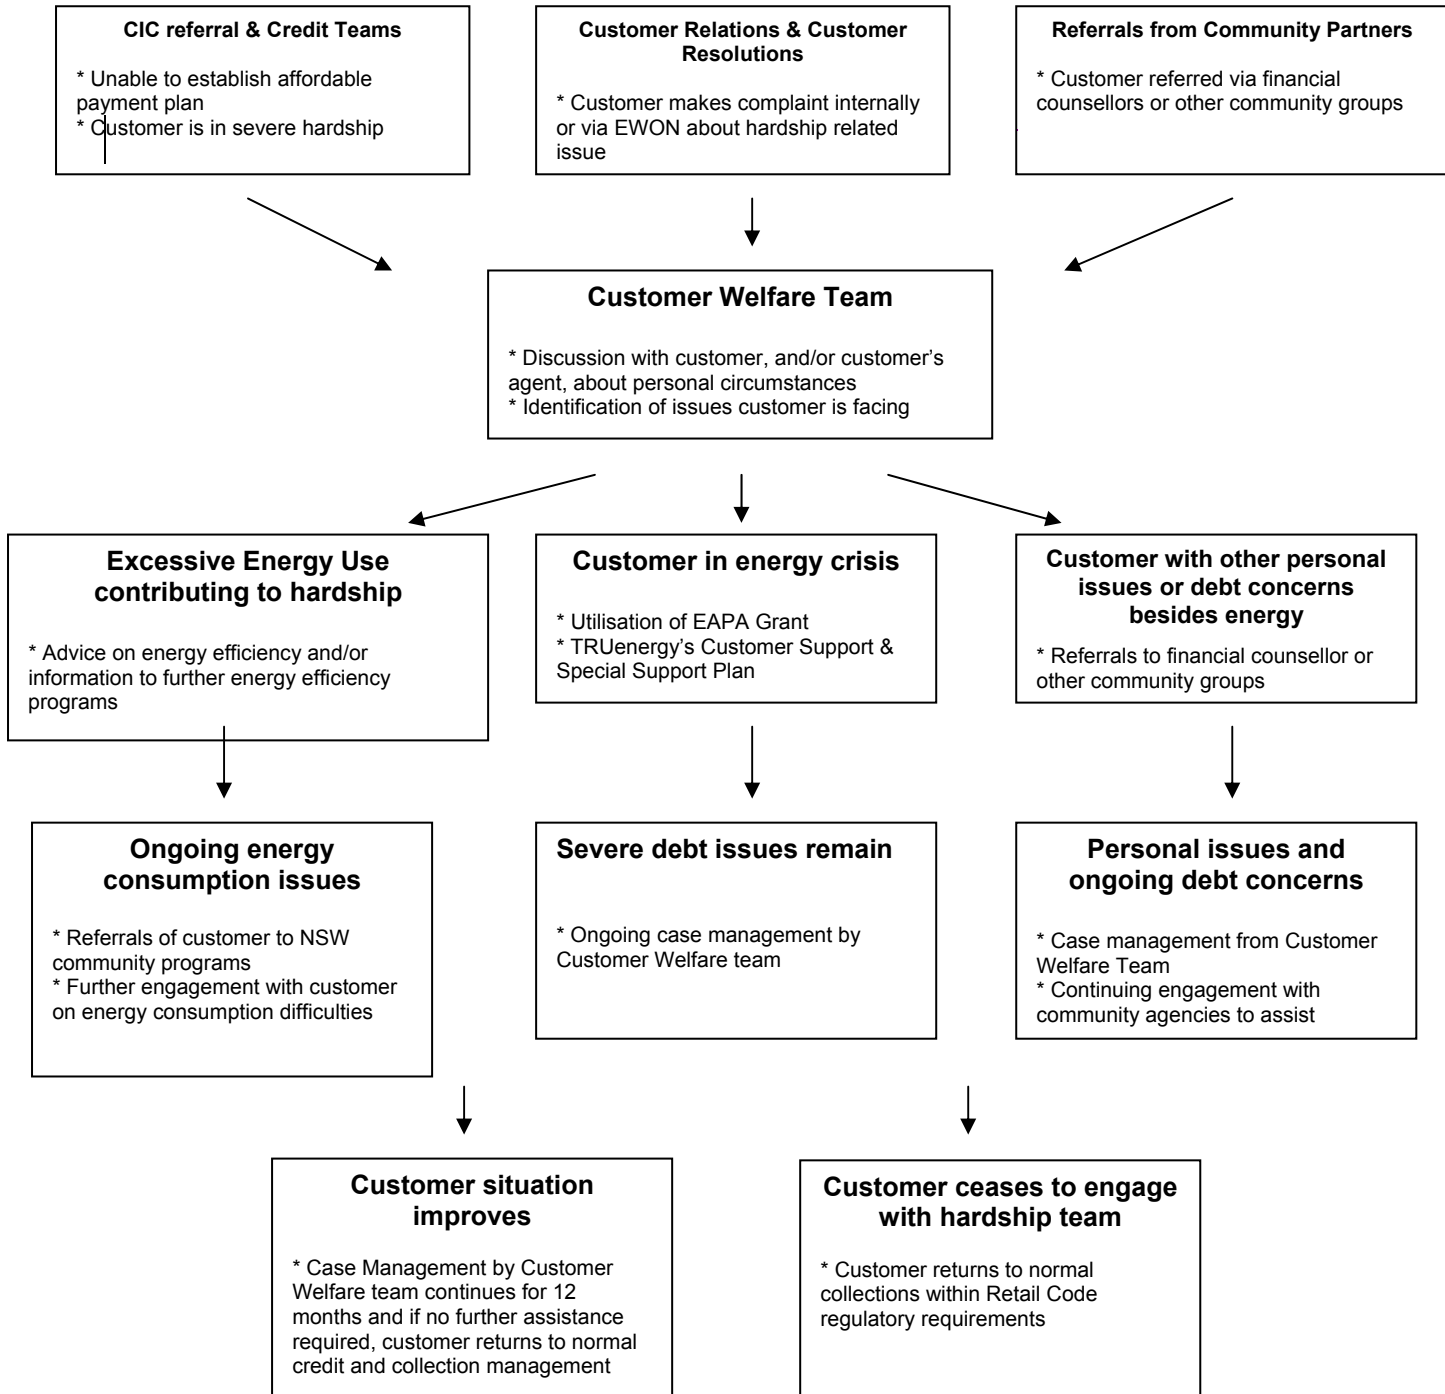 CIC referral & Credit Teams
* Unable to establish affordable
payment plan
* Customer is in severe hardship
Customer Relations & Customer
Resolutions
* Customer makes complaint internally
or via EWON about hardship related
issue
Referrals from Community Partners
* Customer referred via financial
counsellors or other community groups
Customer Welfare Team
* Discussion with customer, and/or customer's
agent, about personal circumstances
* Identification of issues customer is facing
Excessive Energy Use
contributing to hardship
* Advice on energy efficiency and/or
information to further energy efficiency
programs
Customer in energy crisis
* Utilisation of EAPA Grant
* TRUenergy's Customer Support &
Special Support Plan
Customer with other personal
issues or debt concerns
besides energy
* Referrals to financial counsellor or
other community groups
Ongoing energy
consumption issues
* Referrals of customer to NSW
community programs
* Further engagement with customer
on energy consumption difficulties
Severe debt issues remain
* Ongoing case management by
Customer Welfare team
Personal issues and
ongoing debt concerns
* Case management from Customer
Welfare Team
* Continuing engagement with
community agencies to assist
Customer situation
improves
* Case Management by Customer
Welfare team continues for 12
months and if no further assistance
required, customer returns to normal
credit and collection management
Customer ceases to engage
with hardship team
* Customer returns to normal
collections within Retail Code
regulatory requirements